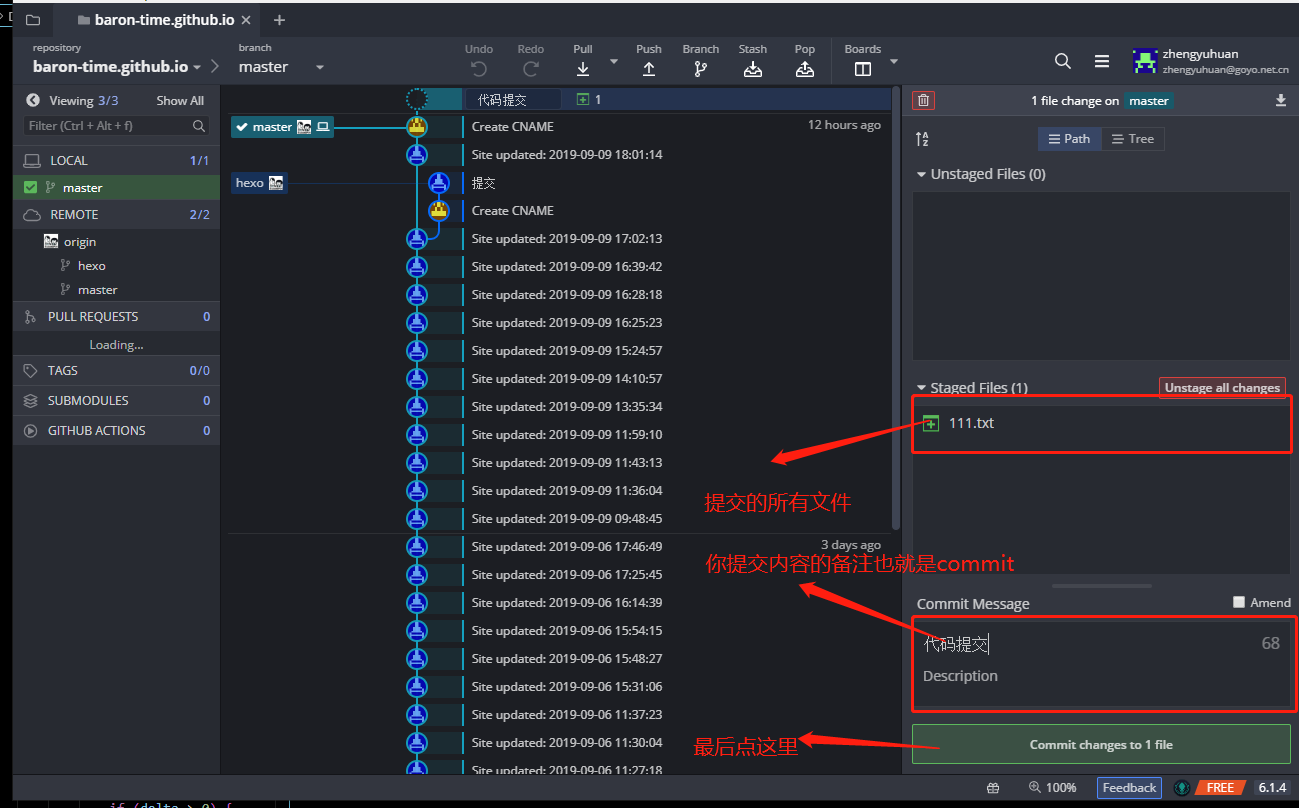 baron-time.github.io
repository
baron-time.github.io
branch
master
Undo
Redo
Pull
Push
Branch
Stash
Pop
Boards
zhengyuhuan
zhengyuhuan@goyo.net.cn
Viewing 3/3
Show All
Filter (Ctrl + Alt + f)
LOCAL 1/1
master
REMOTE 2/2
origin
hexo
master
PULL REQUESTS 0
Loading...
TAGS 0/0
SUBMODULES 0
GITHUB ACTIONS 0
代码提交 1
master
Create CNAME
12 hours ago
Site updated: 2019-09-09 18:01:14
hexo
提交
Create CNAME
Site updated: 2019-09-09 17:02:13
Site updated: 2019-09-09 16:39:42
Site updated: 2019-09-09 16:28:18
Site updated: 2019-09-09 16:25:23
Site updated: 2019-09-09 15:24:57
Site updated: 2019-09-09 14:10:57
Site updated: 2019-09-09 13:35:34
Site updated: 2019-09-09 11:59:10
Site updated: 2019-09-09 11:43:13
Site updated: 2019-09-09 11:36:04
Site updated: 2019-09-09 09:48:45
Site updated: 2019-09-06 17:46:49
3 days ago
Site updated: 2019-09-06 17:25:45
Site updated: 2019-09-06 16:14:39
Site updated: 2019-09-06 15:54:15
Site updated: 2019-09-06 15:48:27
Site updated: 2019-09-06 15:31:06
Site updated: 2019-09-06 11:37:23
Site updated: 2019-09-06 11:30:04
Site updated: 2019-09-06 11:27:18
提交的所有文件
你提交内容的备注也就是commit
最后点这里
1 file change on master
Path
Tree
Unstaged Files (0)
Staged Files (1)
Unstage all changes
111.txt
Commit Message
Amend
代码提交
68
Description
Commit changes to 1 file
100%
Feedback
FREE
6.1.4
if (delta > 0) {